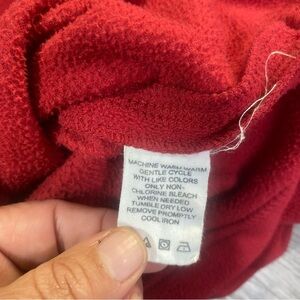 MACHINE WASH WARM
GENTLE CYCLE
WITH LIKE COLORS
ONLY NON-
CHLORINE BLEACH
WHEN NEEDED
TUMBLE DRY LOW
REMOVE PROMPTLY
COOL IRON